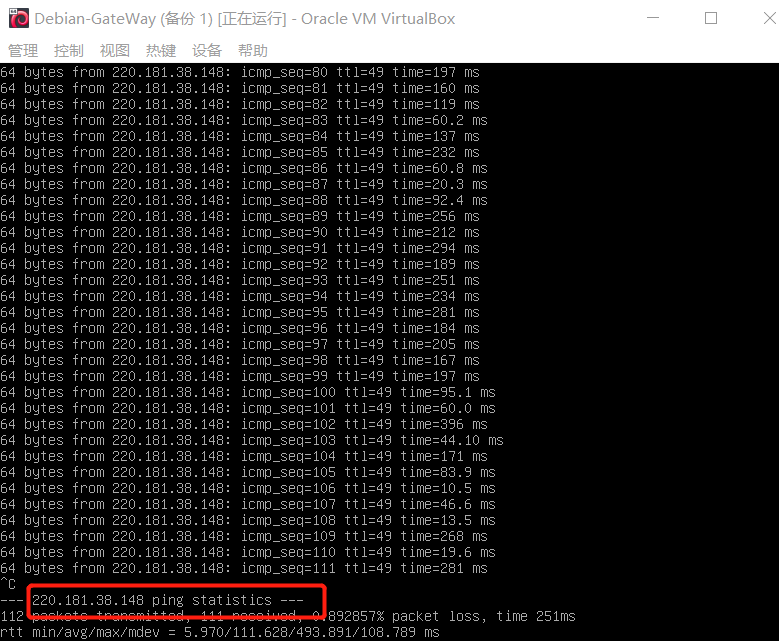 Debian-GateWay (备份 1) [正在运行] - Oracle VM VirtualBox
管理 控制 视图 热键 设备 帮助
64 bytes from 220.181.38.148: icmp_seq=80 ttl=49 time=197 ms
64 bytes from 220.181.38.148: icmp_seq=81 ttl=49 time=160 ms
64 bytes from 220.181.38.148: icmp_seq=82 ttl=49 time=119 ms
64 bytes from 220.181.38.148: icmp_seq=83 ttl=49 time=60.2 ms
64 bytes from 220.181.38.148: icmp_seq=84 ttl=49 time=137 ms
64 bytes from 220.181.38.148: icmp_seq=85 ttl=49 time=232 ms
64 bytes from 220.181.38.148: icmp_seq=86 ttl=49 time=60.8 ms
64 bytes from 220.181.38.148: icmp_seq=87 ttl=49 time=20.3 ms
64 bytes from 220.181.38.148: icmp_seq=88 ttl=49 time=92.4 ms
64 bytes from 220.181.38.148: icmp_seq=89 ttl=49 time=256 ms
64 bytes from 220.181.38.148: icmp_seq=90 ttl=49 time=212 ms
64 bytes from 220.181.38.148: icmp_seq=91 ttl=49 time=294 ms
64 bytes from 220.181.38.148: icmp_seq=92 ttl=49 time=189 ms
64 bytes from 220.181.38.148: icmp_seq=93 ttl=49 time=251 ms
64 bytes from 220.181.38.148: icmp_seq=94 ttl=49 time=234 ms
64 bytes from 220.181.38.148: icmp_seq=95 ttl=49 time=281 ms
64 bytes from 220.181.38.148: icmp_seq=96 ttl=49 time=184 ms
64 bytes from 220.181.38.148: icmp_seq=97 ttl=49 time=205 ms
64 bytes from 220.181.38.148: icmp_seq=98 ttl=49 time=167 ms
64 bytes from 220.181.38.148: icmp_seq=99 ttl=49 time=197 ms
64 bytes from 220.181.38.148: icmp_seq=100 ttl=49 time=95.1 ms
64 bytes from 220.181.38.148: icmp_seq=101 ttl=49 time=60.0 ms
64 bytes from 220.181.38.148: icmp_seq=102 ttl=49 time=396 ms
64 bytes from 220.181.38.148: icmp_seq=103 ttl=49 time=44.10 ms
64 bytes from 220.181.38.148: icmp_seq=104 ttl=49 time=171 ms
64 bytes from 220.181.38.148: icmp_seq=105 ttl=49 time=83.9 ms
64 bytes from 220.181.38.148: icmp_seq=106 ttl=49 time=10.5 ms
64 bytes from 220.181.38.148: icmp_seq=107 ttl=49 time=46.6 ms
64 bytes from 220.181.38.148: icmp_seq=108 ttl=49 time=13.5 ms
64 bytes from 220.181.38.148: icmp_seq=109 ttl=49 time=268 ms
64 bytes from 220.181.38.148: icmp_seq=110 ttl=49 time=19.6 ms
64 bytes from 220.181.38.148: icmp_seq=111 ttl=49 time=281 ms
^C
--- 220.181.38.148 ping statistics ---
112 packets transmitted, 111 received, 0.892857% packet loss, time 251ms
rtt min/avg/max/mdev = 5.970/111.628/493.891/108.789 ms